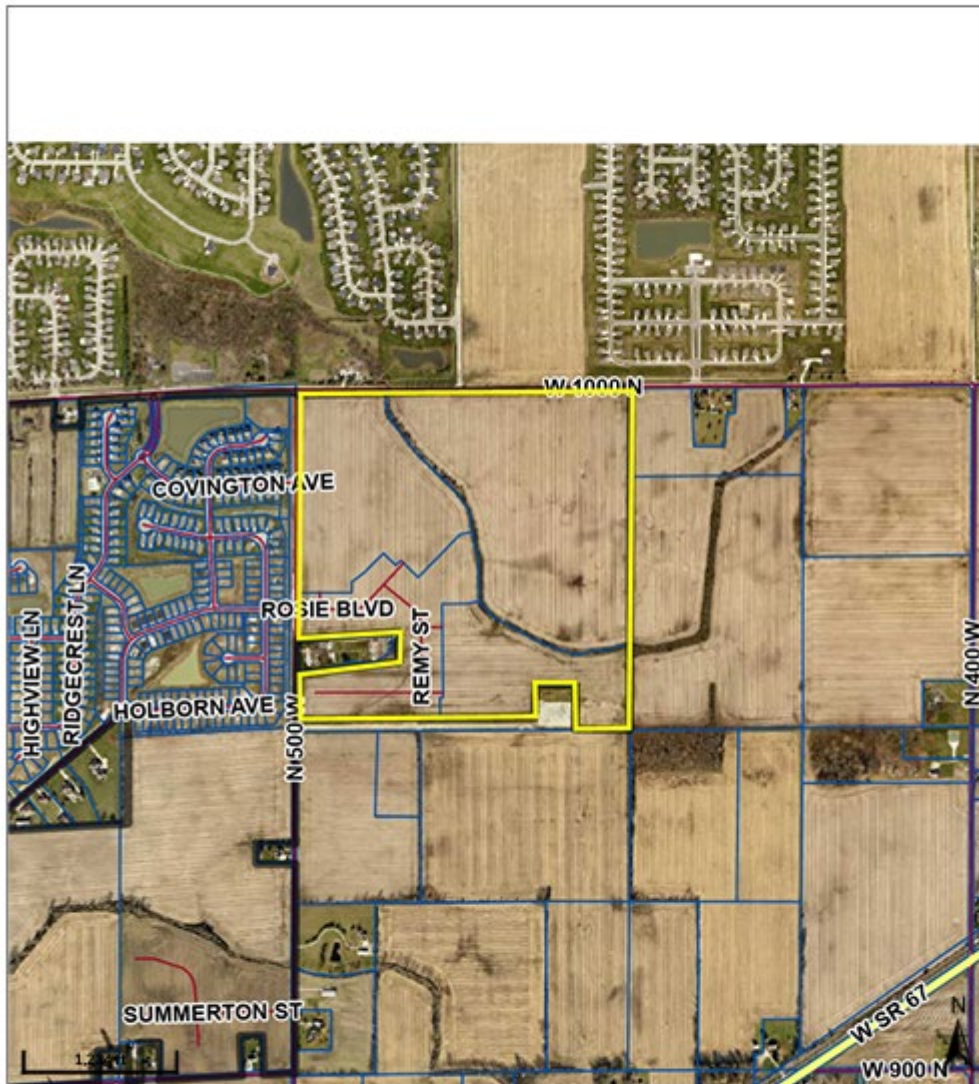 W 1000 N
COVINGTON AVE
ROSIE BLVD
RIDGECREST LN
HIGHVIEW LN
REMY ST
N 400 W
HOLBORN AVE
N 500 W
SUMMERTON ST
W SR 67
N
W 900 N